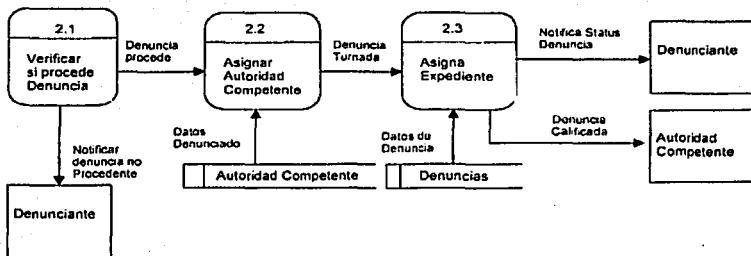 2.1
Verificar
si procede
Denuncia
Denuncia
procede
2.2
Asignar
Autoridad
Competente
Denuncia
Turnada
2.3
Asigna
Expediente
Notifica Status
Denuncia
Denunciante
Denuncia
Calificada
Autoridad
Competente
Datos
Denunciado
Autoridad Competente
Datos du
Denuncia
Denuncias
Notificar
denuncia no
Procedente
Denunciante